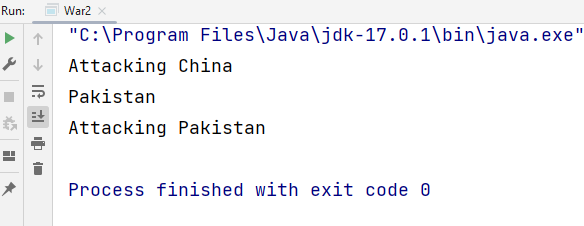 Run: War2
"C:\Program Files\Java\jdk-17.0.1\bin\java.exe"
Attacking China
Pakistan
Attacking Pakistan
Process finished with exit code 0